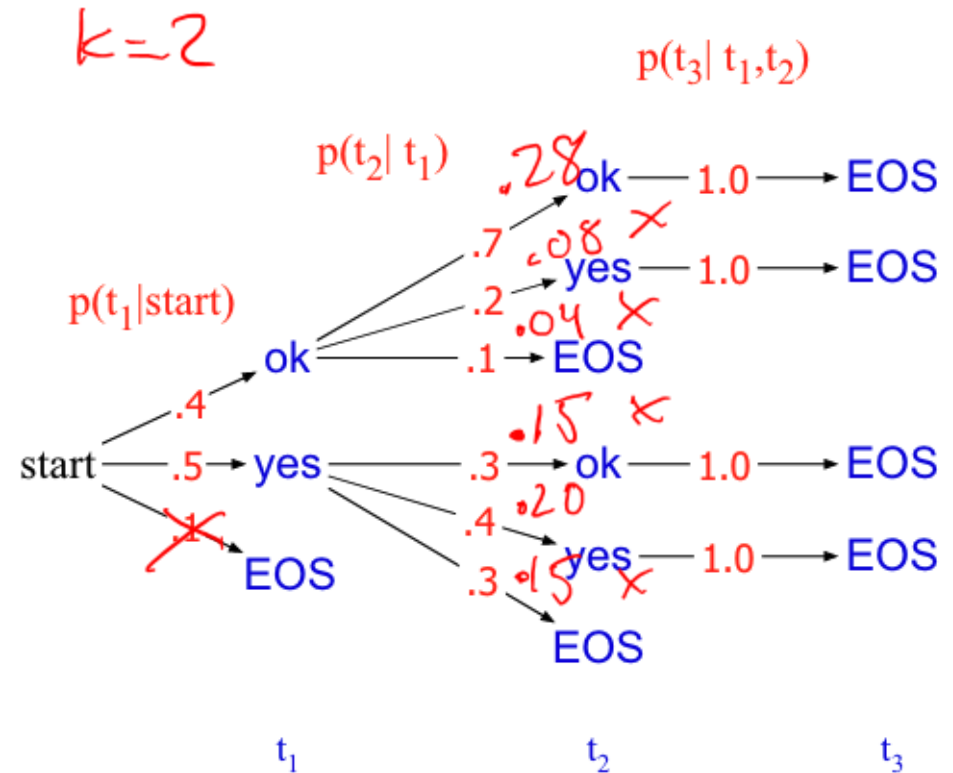 k=2
p(t3| t1,t2)
p(t2| t1)
.28
ok
1.0
EOS
.7
.08
x
yes
1.0
EOS
p(t1|start)
.2
.04
x
ok
.1
EOS
.4
.15
x
start
.5
yes
.3
ok
1.0
EOS
.20
.1
.4
yes
1.0
EOS
EOS
.3
.15
x
EOS
t1
t2
t3